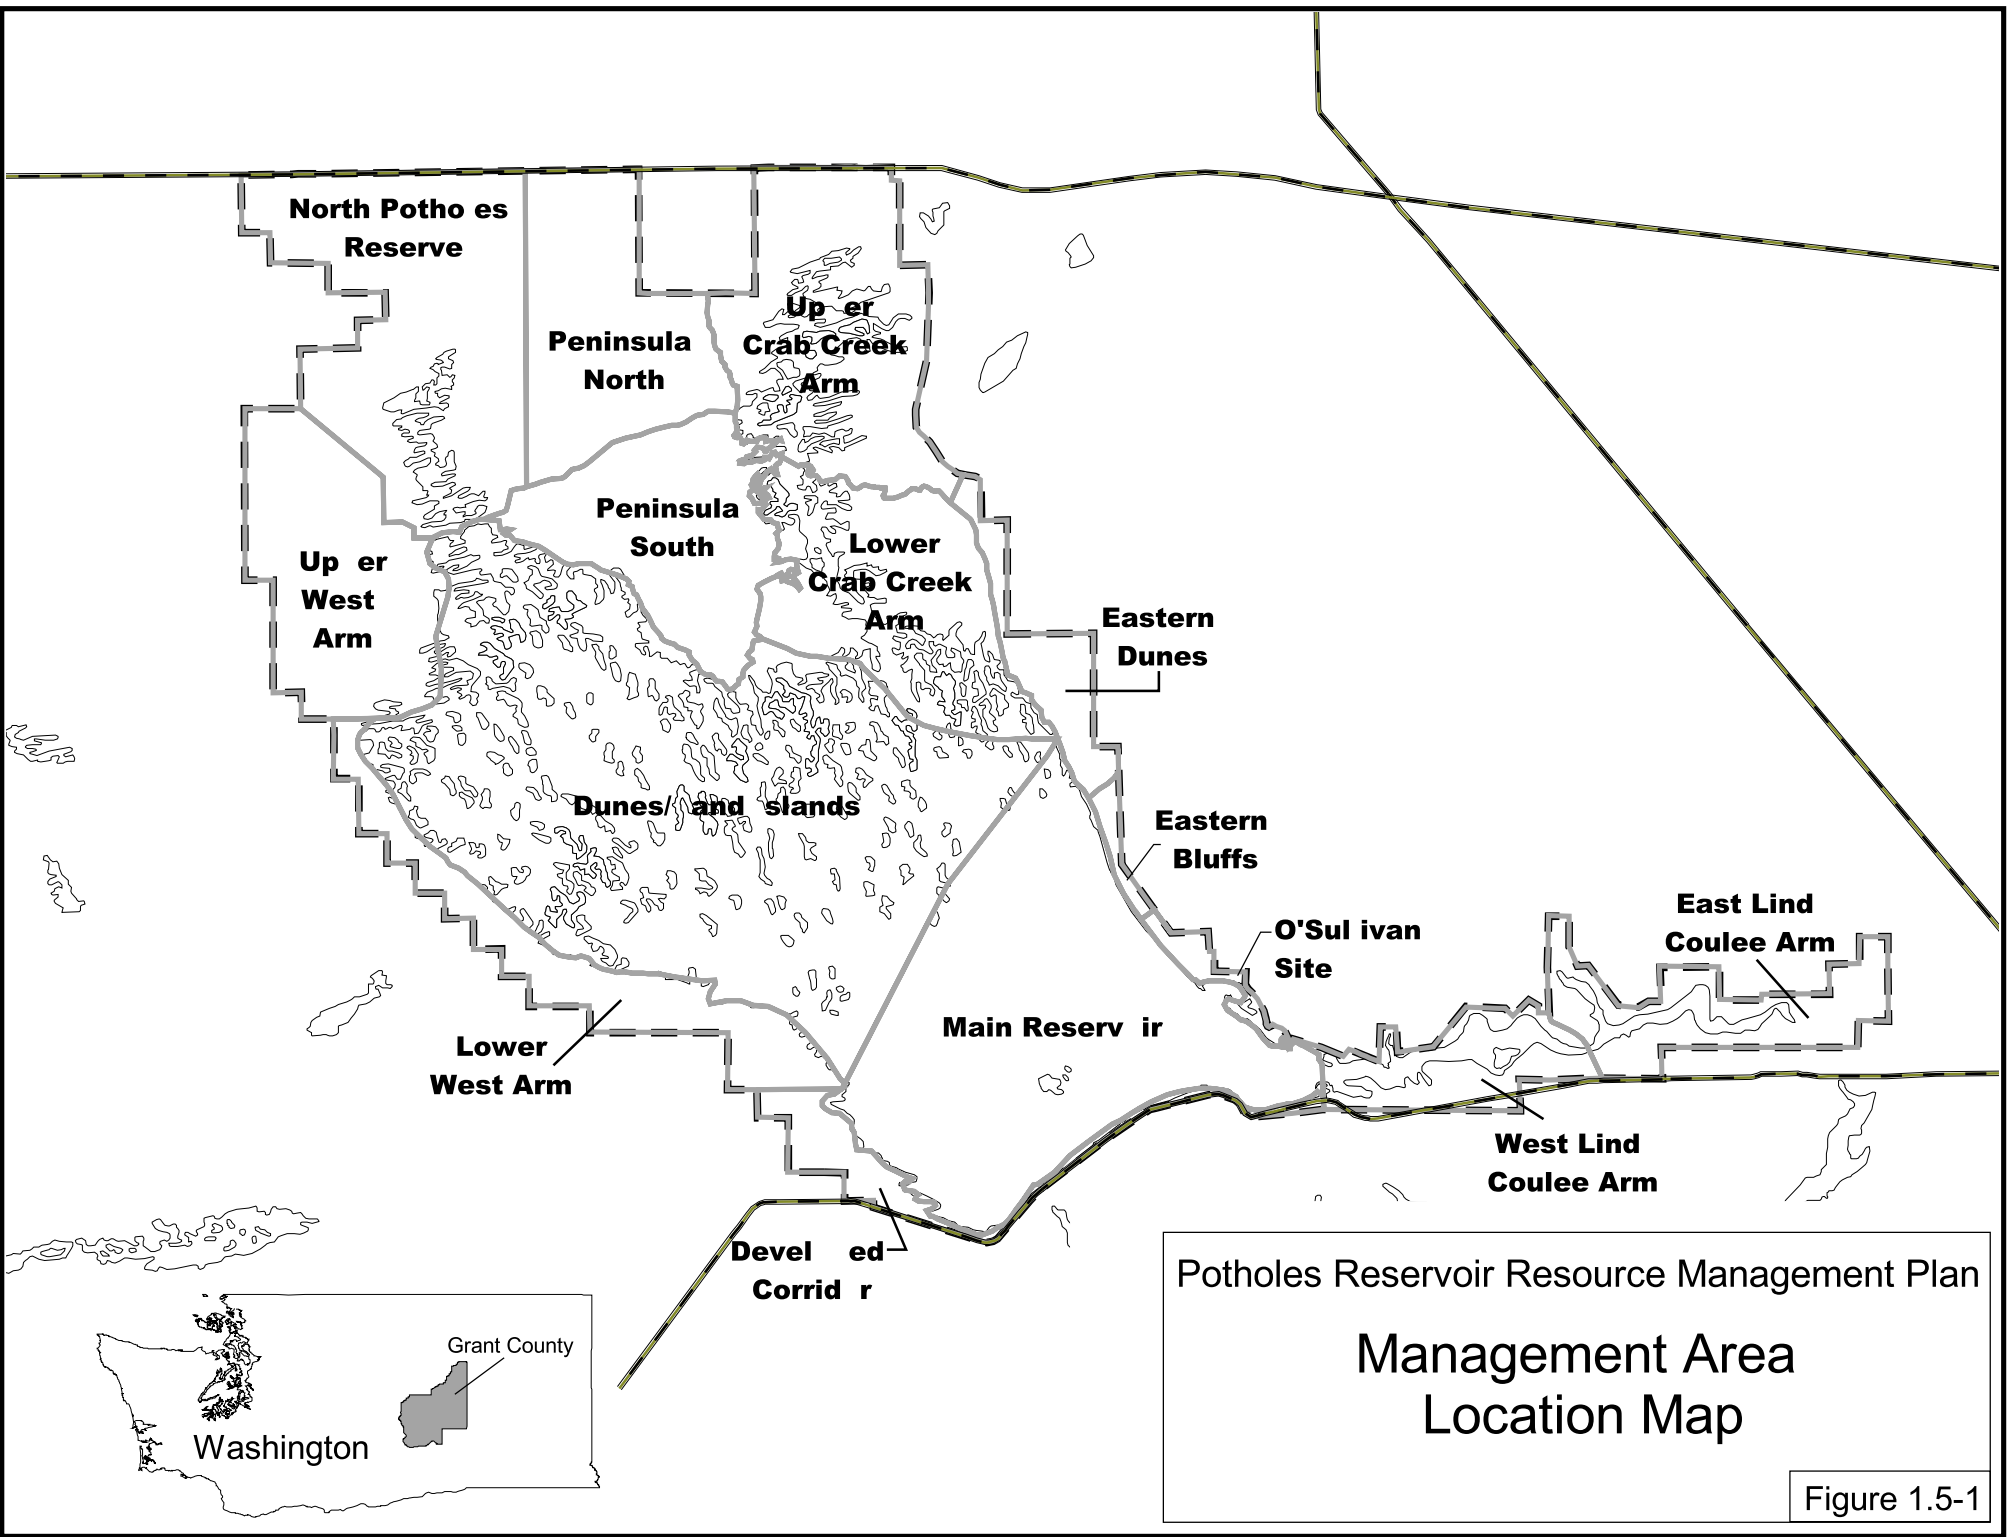 North Potho es
Reserve
Peninsula
North
Up er
Crab Creek
Arm
Peninsula
South
Lower
Crab Creek
Arm
Up er
West
Arm
Eastern
Dunes
Dunes/ and slands
Eastern
Bluffs
East Lind
Coulee Arm
O'Sul ivan
Site
Main Reserv ir
Lower
West Arm
West Lind
Coulee Arm
Devel ed
Corrid r
Potholes Reservoir Resource Management Plan
Management Area
Location Map
Figure 1.5-1
Grant County
Washington